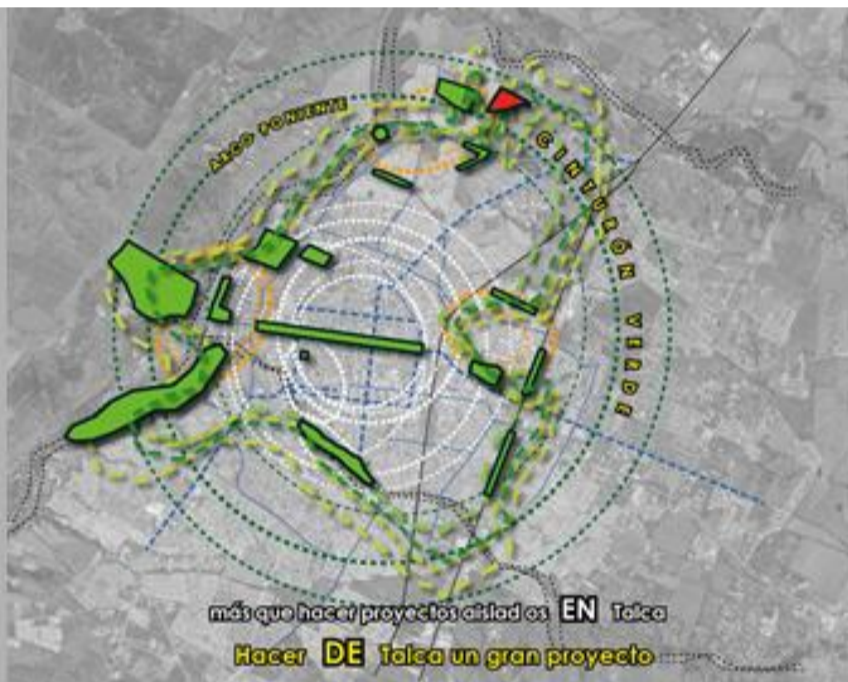 ARCO PONIENTE
CINTURÓN VERDE
más que hacer proyectos aislad os EN Talca
Hacer DE Talca un gran proyecto